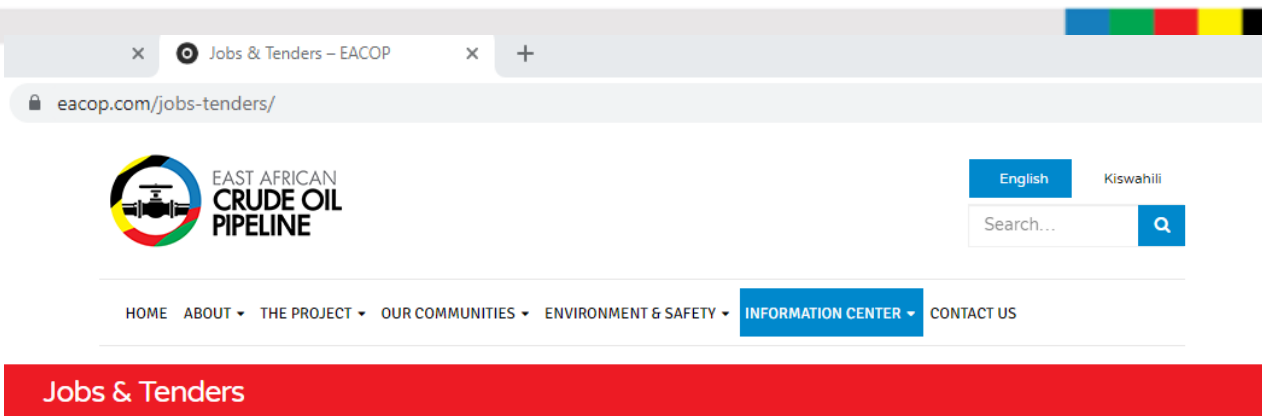 Jobs & Tenders – EACOP
eacop.com/jobs-tenders/
EAST AFRICAN
CRUDE OIL
PIPELINE
English Kiswahili
Search...
HOME ABOUT THE PROJECT OUR COMMUNITIES ENVIRONMENT & SAFETY INFORMATION CENTER CONTACT US
Jobs & Tenders